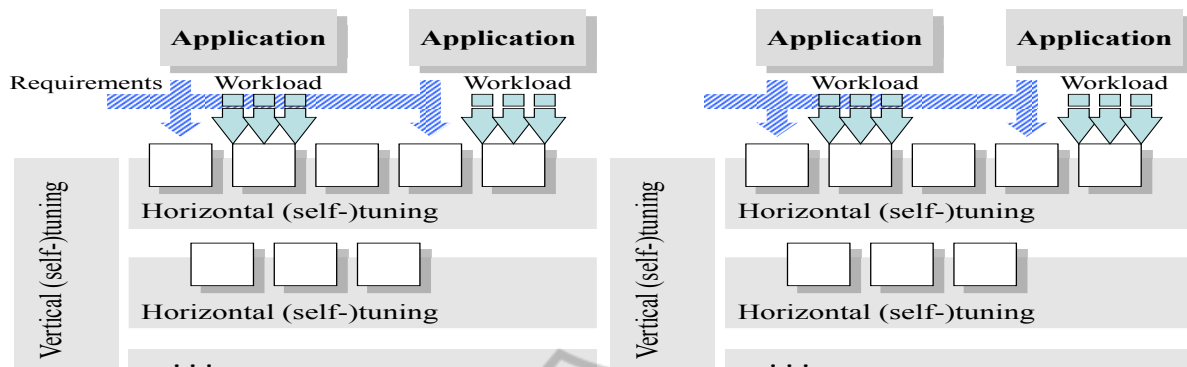 Application Application Application Application
Requirements Workload Workload Workload Workload
Vertical (self-)tuning
Horizontal (self-)tuning
Horizontal (self-)tuning
...
Vertical (self-)tuning
Horizontal (self-)tuning
Horizontal (self-)tuning
...